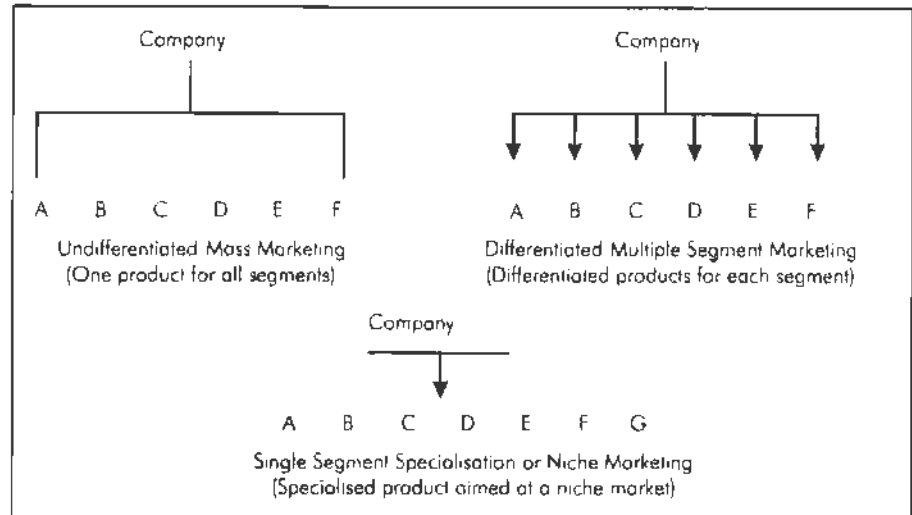 Company
A B C D E F
Undifferentiated Mass Marketing
(One product for all segments)
Company
A B C D E F
Differentiated Multiple Segment Marketing
(Differentiated products for each segment)
Company
A B C D E F G
Single Segment Specialisation or Niche Marketing
(Specialised product aimed at a niche market)